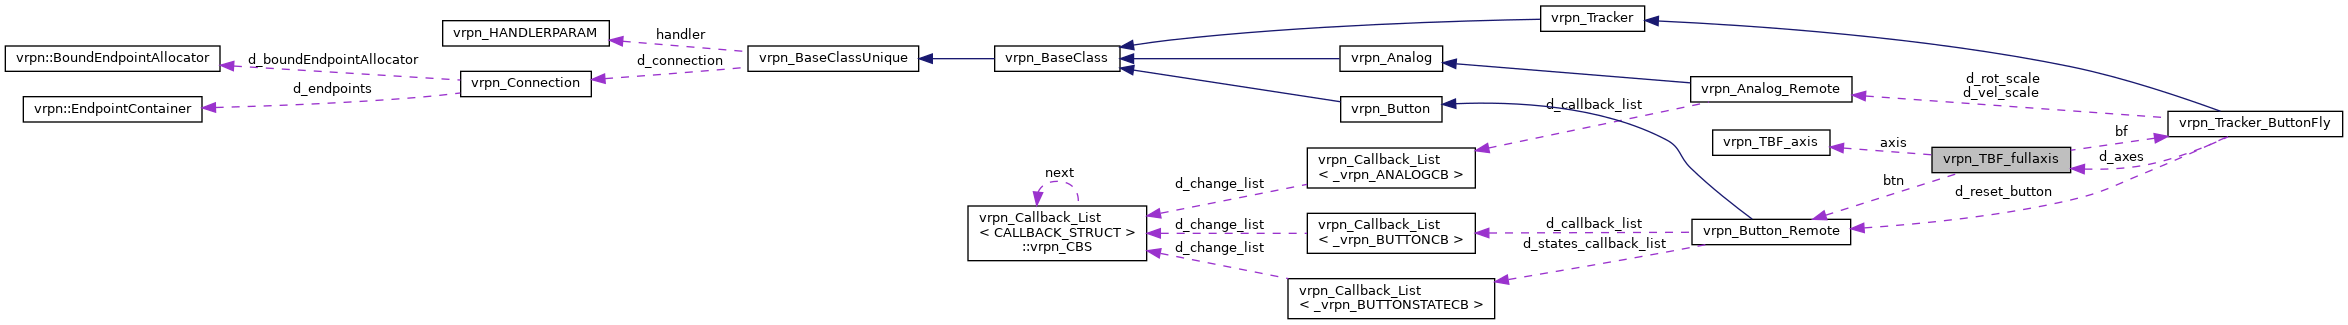 vrpn_Tracker
vrpn_HANDLERPARAM
handler
vrpn::BoundEndpointAllocator
d_boundEndpointAllocator
vrpn_BaseClassUnique
vrpn_BaseClass
vrpn_Analog
d_connection
d_rot_scale
d_vel_scale
vrpn_Connection
d_endpoints
vrpn_Analog_Remote
vrpn::EndpointContainer
vrpn_Button
d_callback_list
vrpn_Tracker_ButtonFly
bf
vrpn_TBF_axis
axis
vrpn_TBF_fullaxis
d_axes
vrpn_Callback_List
< _vrpn_ANALOGCB >
next
d_change_list
btn
d_reset_button
vrpn_Callback_List
< CALLBACK_STRUCT >
::vrpn_CBS
d_change_list
vrpn_Callback_List
< _vrpn_BUTTONCB >
d_callback_list
vrpn_Button_Remote
d_change_list
d_states_callback_list
vrpn_Callback_List
< _vrpn_BUTTONSTATECB >